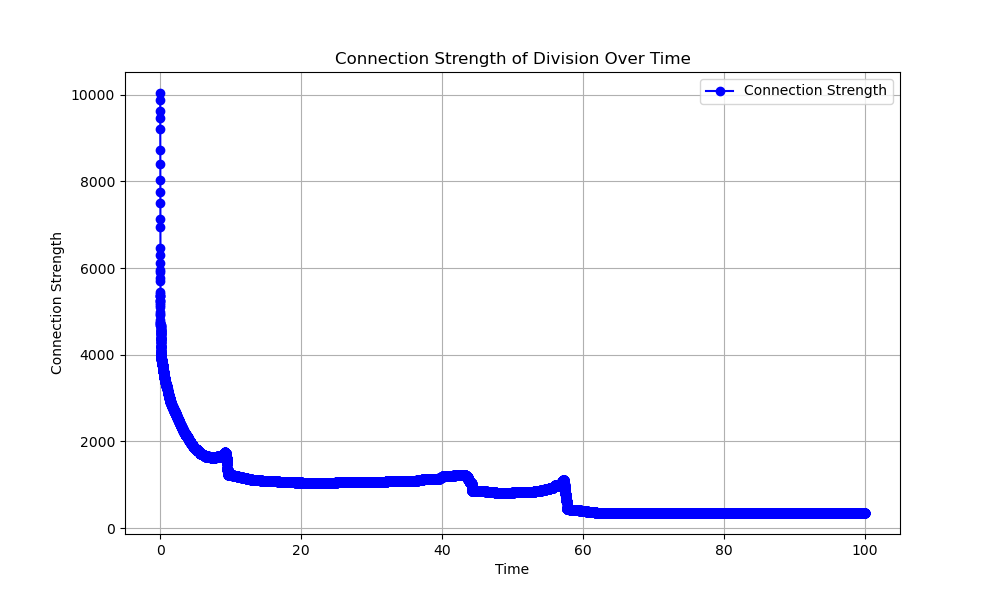 Connection Strength of Division Over Time
Connection Strength
10000
8000
6000
4000
2000
0
Connection Strength
0 20 40 60 80 100
Time